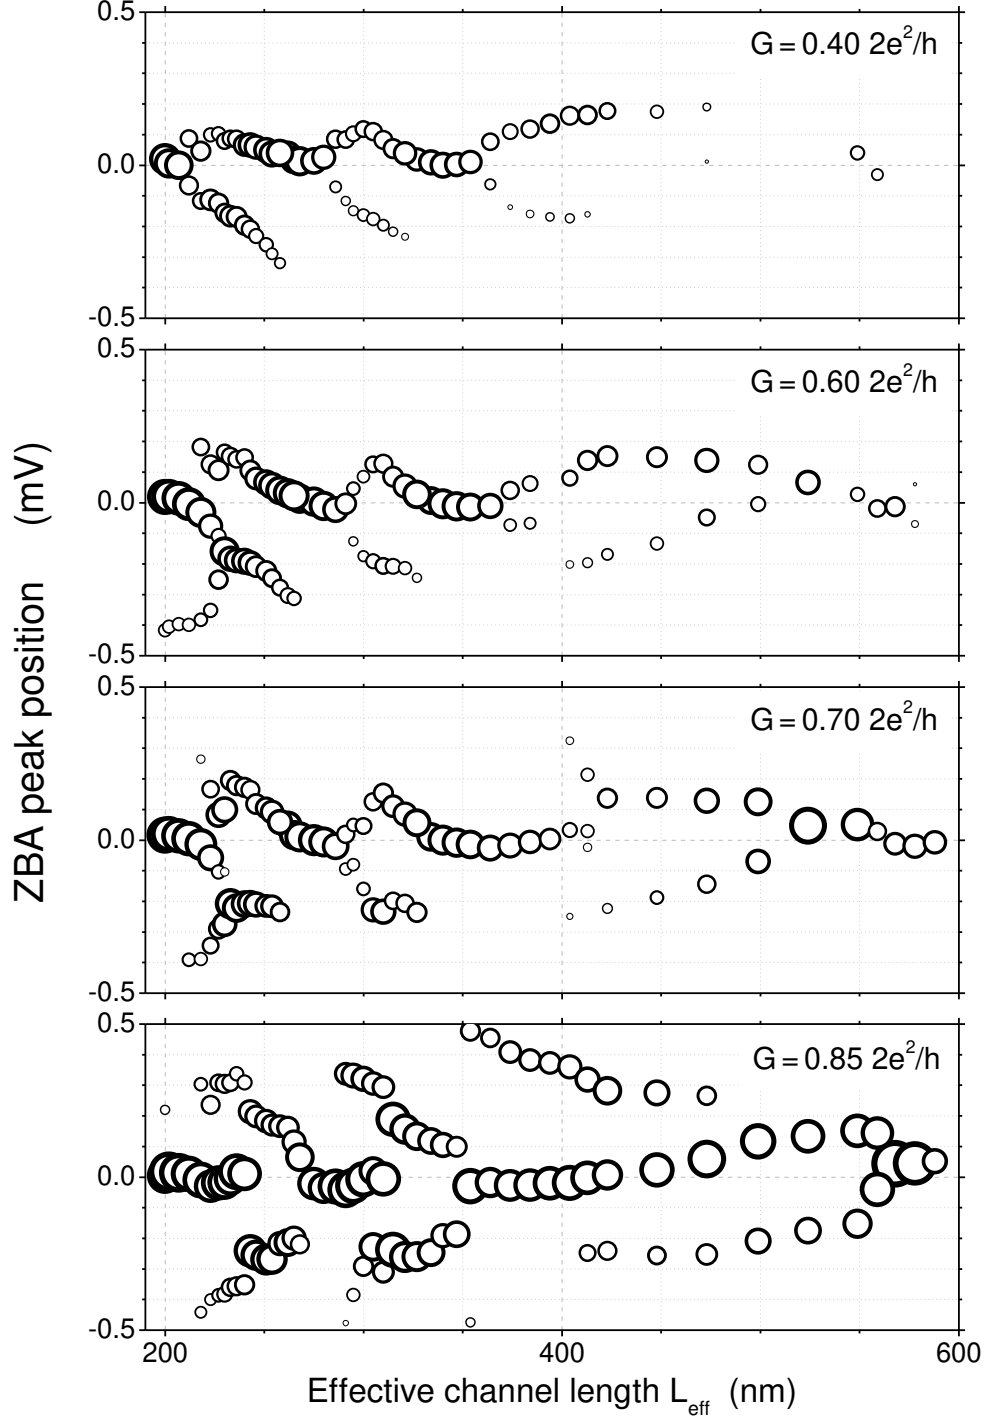 0.5
G = 0.40 2e²/h
0.0
-0.5
0.5
G = 0.60 2e²/h
0.0
-0.5
0.5
G = 0.70 2e²/h
0.0
-0.5
0.5
G = 0.85 2e²/h
0.0
-0.5
200 400 600
ZBA peak position (mV)
Effective channel length L_eff (nm)